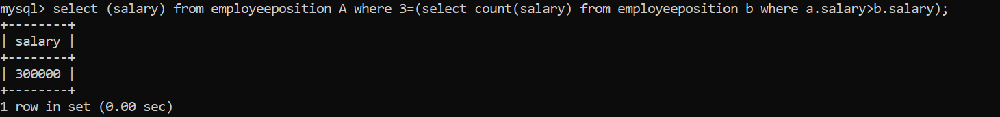 mysql> select (salary) from employeeposition A where 3=(select count(salary) from employeeposition b where a.salary>b.salary);
+--------+
| salary |
+--------+
| 300000 |
+--------+
1 row in set (0.00 sec)